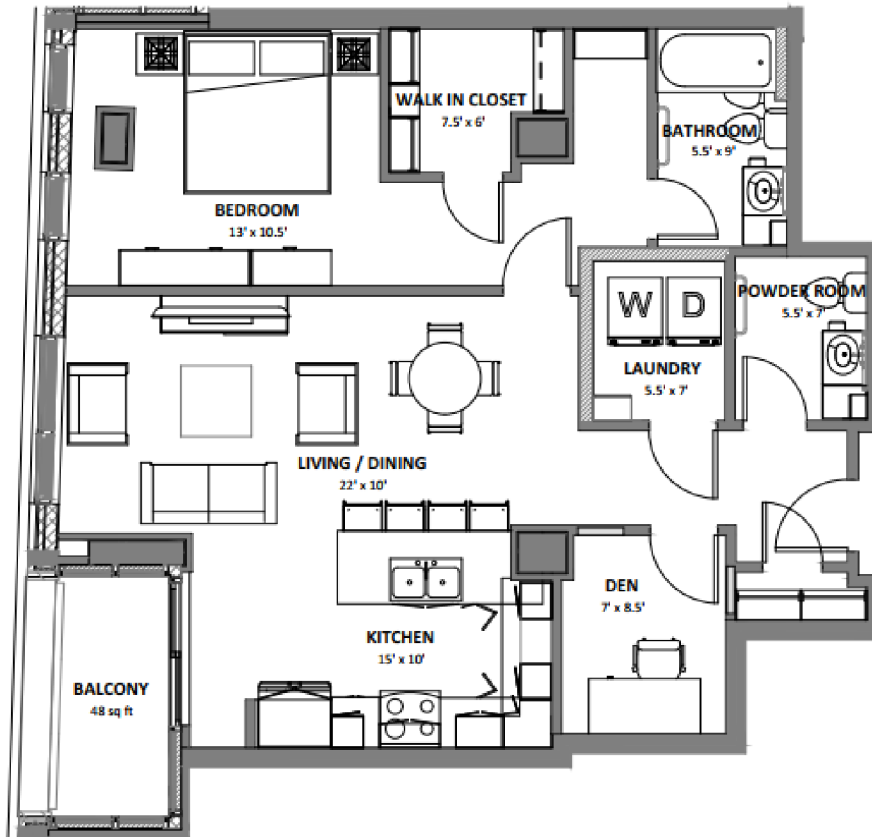 WALK IN CLOSET
7.5' x 6'
BATHROOM
5.5' x 9'
BEDROOM
13' x 10.5'
W D
POWDER ROOM
5.5' x 7'
LAUNDRY
5.5' x 7'
LIVING / DINING
22' x 10'
DEN
7' x 8.5'
KITCHEN
15' x 10'
BALCONY
48 sq ft